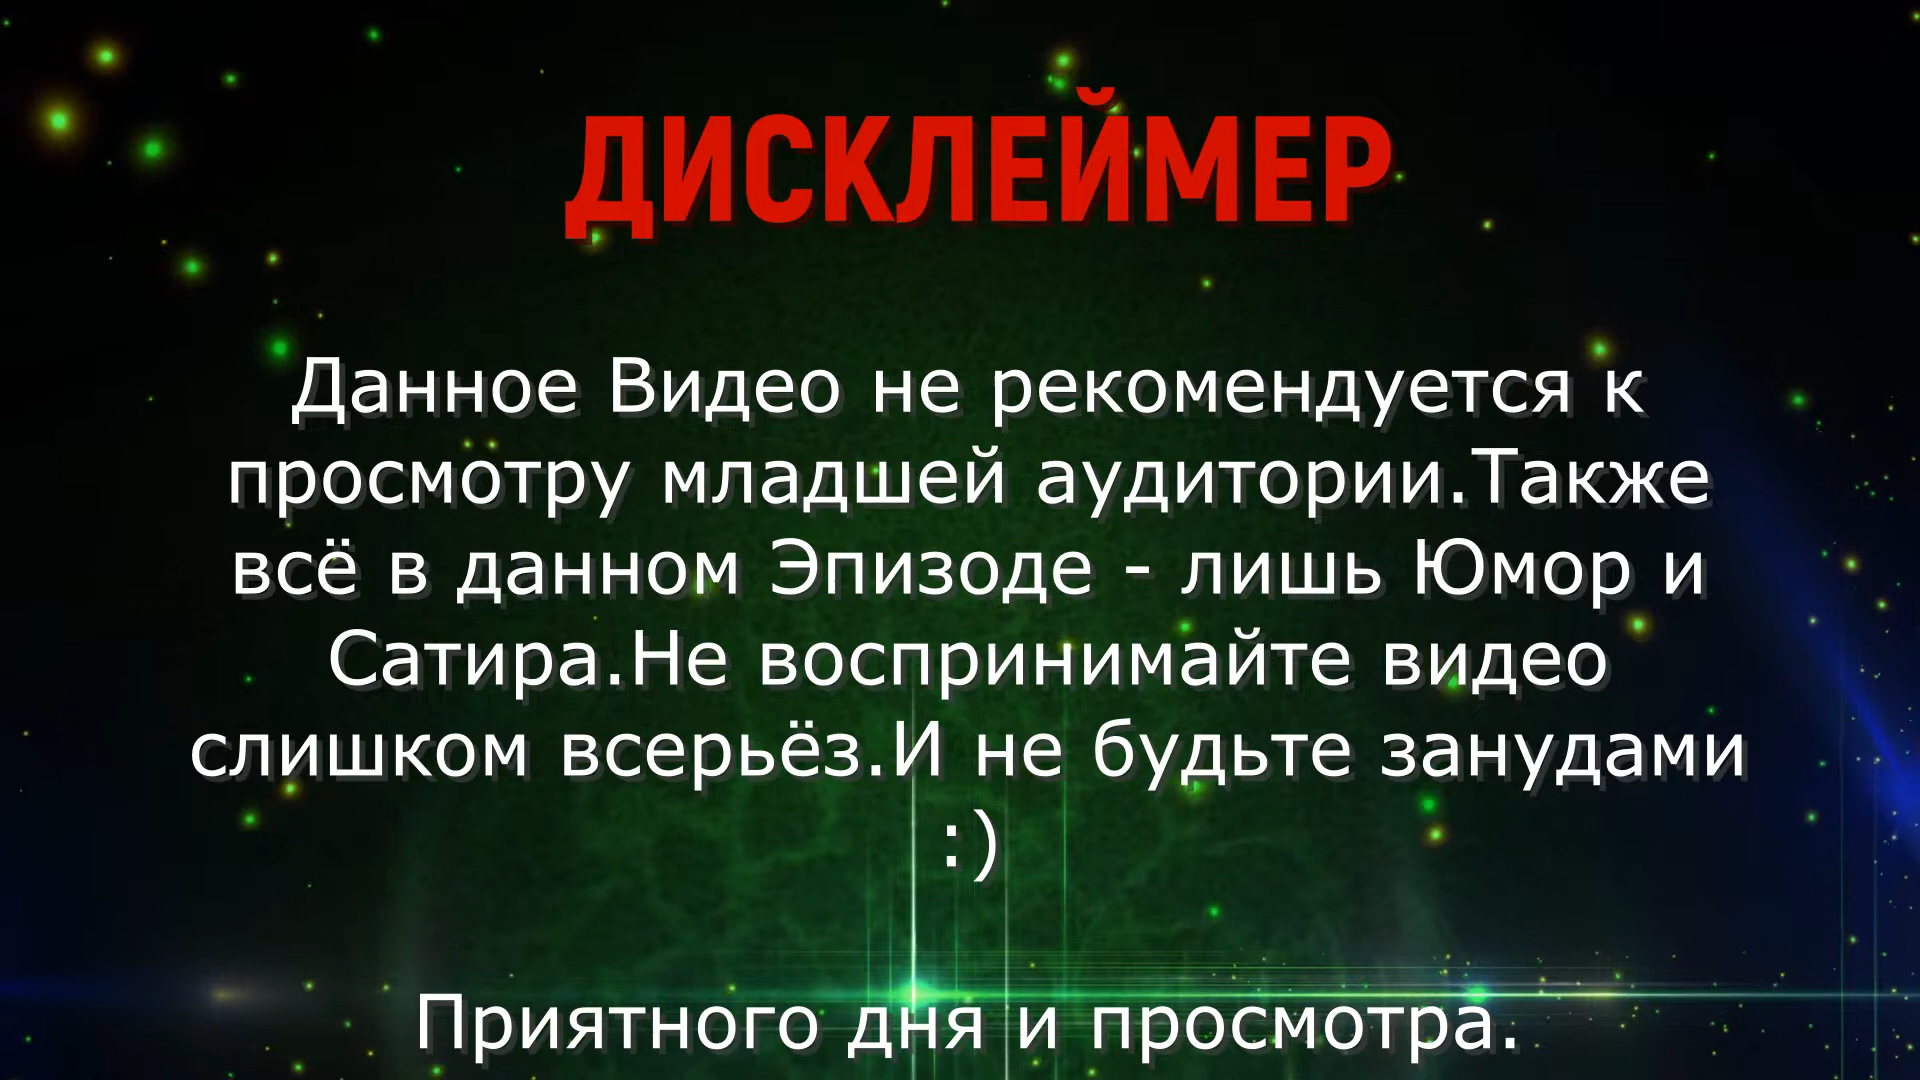 ДИСКЛЕЙМЕР
Данное Видео не рекомендуется к
просмотру младшей аудитории.Также
всё в данном Эпизоде - лишь Юмор и
Сатира.Не воспринимайте видео
слишком всерьёз.И не будьте занудами
:)
Приятного дня и просмотра.